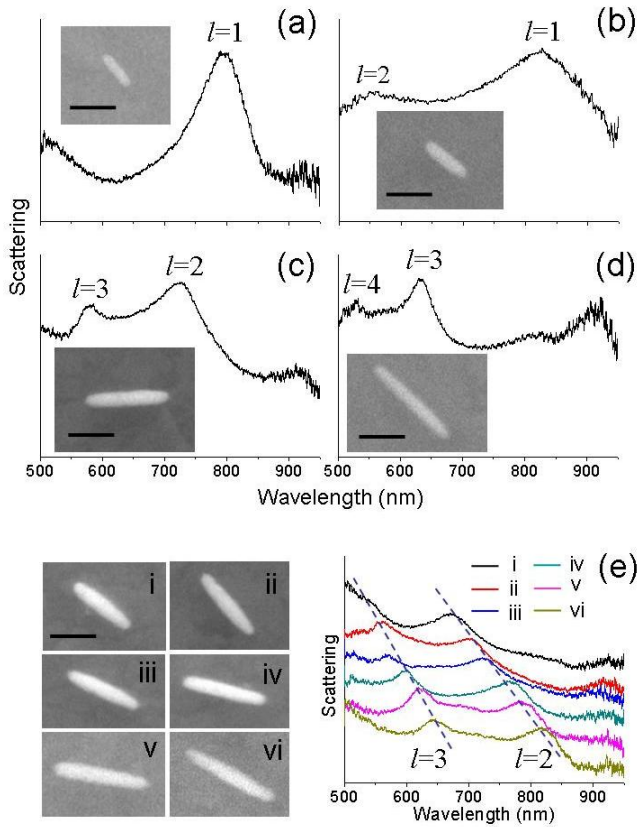 (a)
l=1
(b)
l=1
l=2
(c)
l=2
l=3
(d)
l=3
l=4
Scattering
500 600 700 800 900
500 600 700 800 900
Wavelength (nm)
i
ii
iii
iv
v
vi
(e)
i iv
ii v
iii vi
Scattering
l=3 l=2
500 600 700 800 900
Wavelength (nm)